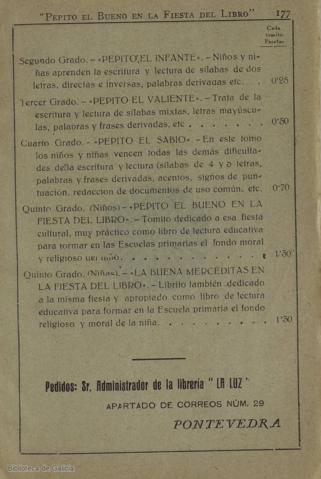 "PEPITO EL BUENO EN LA FIESTA DEL LIBRO" 177
Cada tomito Pesetas
Segundo Grado. – «PEPITO EL INFANTE». – Niños y ni-
ñas aprenden la escritura y lectura de sílabas de dos
letras, directas e inversas, palabras derivadas etc. . 0'25
Tercer Grado. – «PEPITO EL VALIENTE». – Trata de la
escritura y lectura de sílabas mixtas, letras mayúscu-
las, palabras y frases derivadas, etc . . . . . . 0'50
Cuarto Grado. – «PEPITO EL SABIO». – En este tomo
los niños y niñas vencen todas las demás dificulta-
des de la escritura y lectura (sílabas de 4 y 5 letras,
palabras y frases derivadas, acentos, signos de pun-
tuación, redacción de documentos de uso común, etc. 0'70
Quinto Grado. (Niños) – «PEPITO EL BUENO EN LA
FIESTA DEL LIBRO». – Tomito dedicado a esa fiesta
cultural, muy práctico como libro de lectura educativa
para formar en las Escuelas primarias el fondo moral
y religioso del niño. . . . . . . . . . 1'50
Quinto Grado. (Niñas). – «LA BUENA MERCEDITAS EN
LA FIESTA DEL LIBRO». – Librito también dedicado
a la misma fiesta y apropiado como libro de lectura
educativa para formar en la Escuela primaria el fondo
religioso y moral de la niña. . . . . . . . 1'50
Pedidos: Sr. Administrador de la librería "LA LUZ"
APARTADO DE CORREOS NÚM. 29
PONTEVEDRA
Biblioteca de Galicia